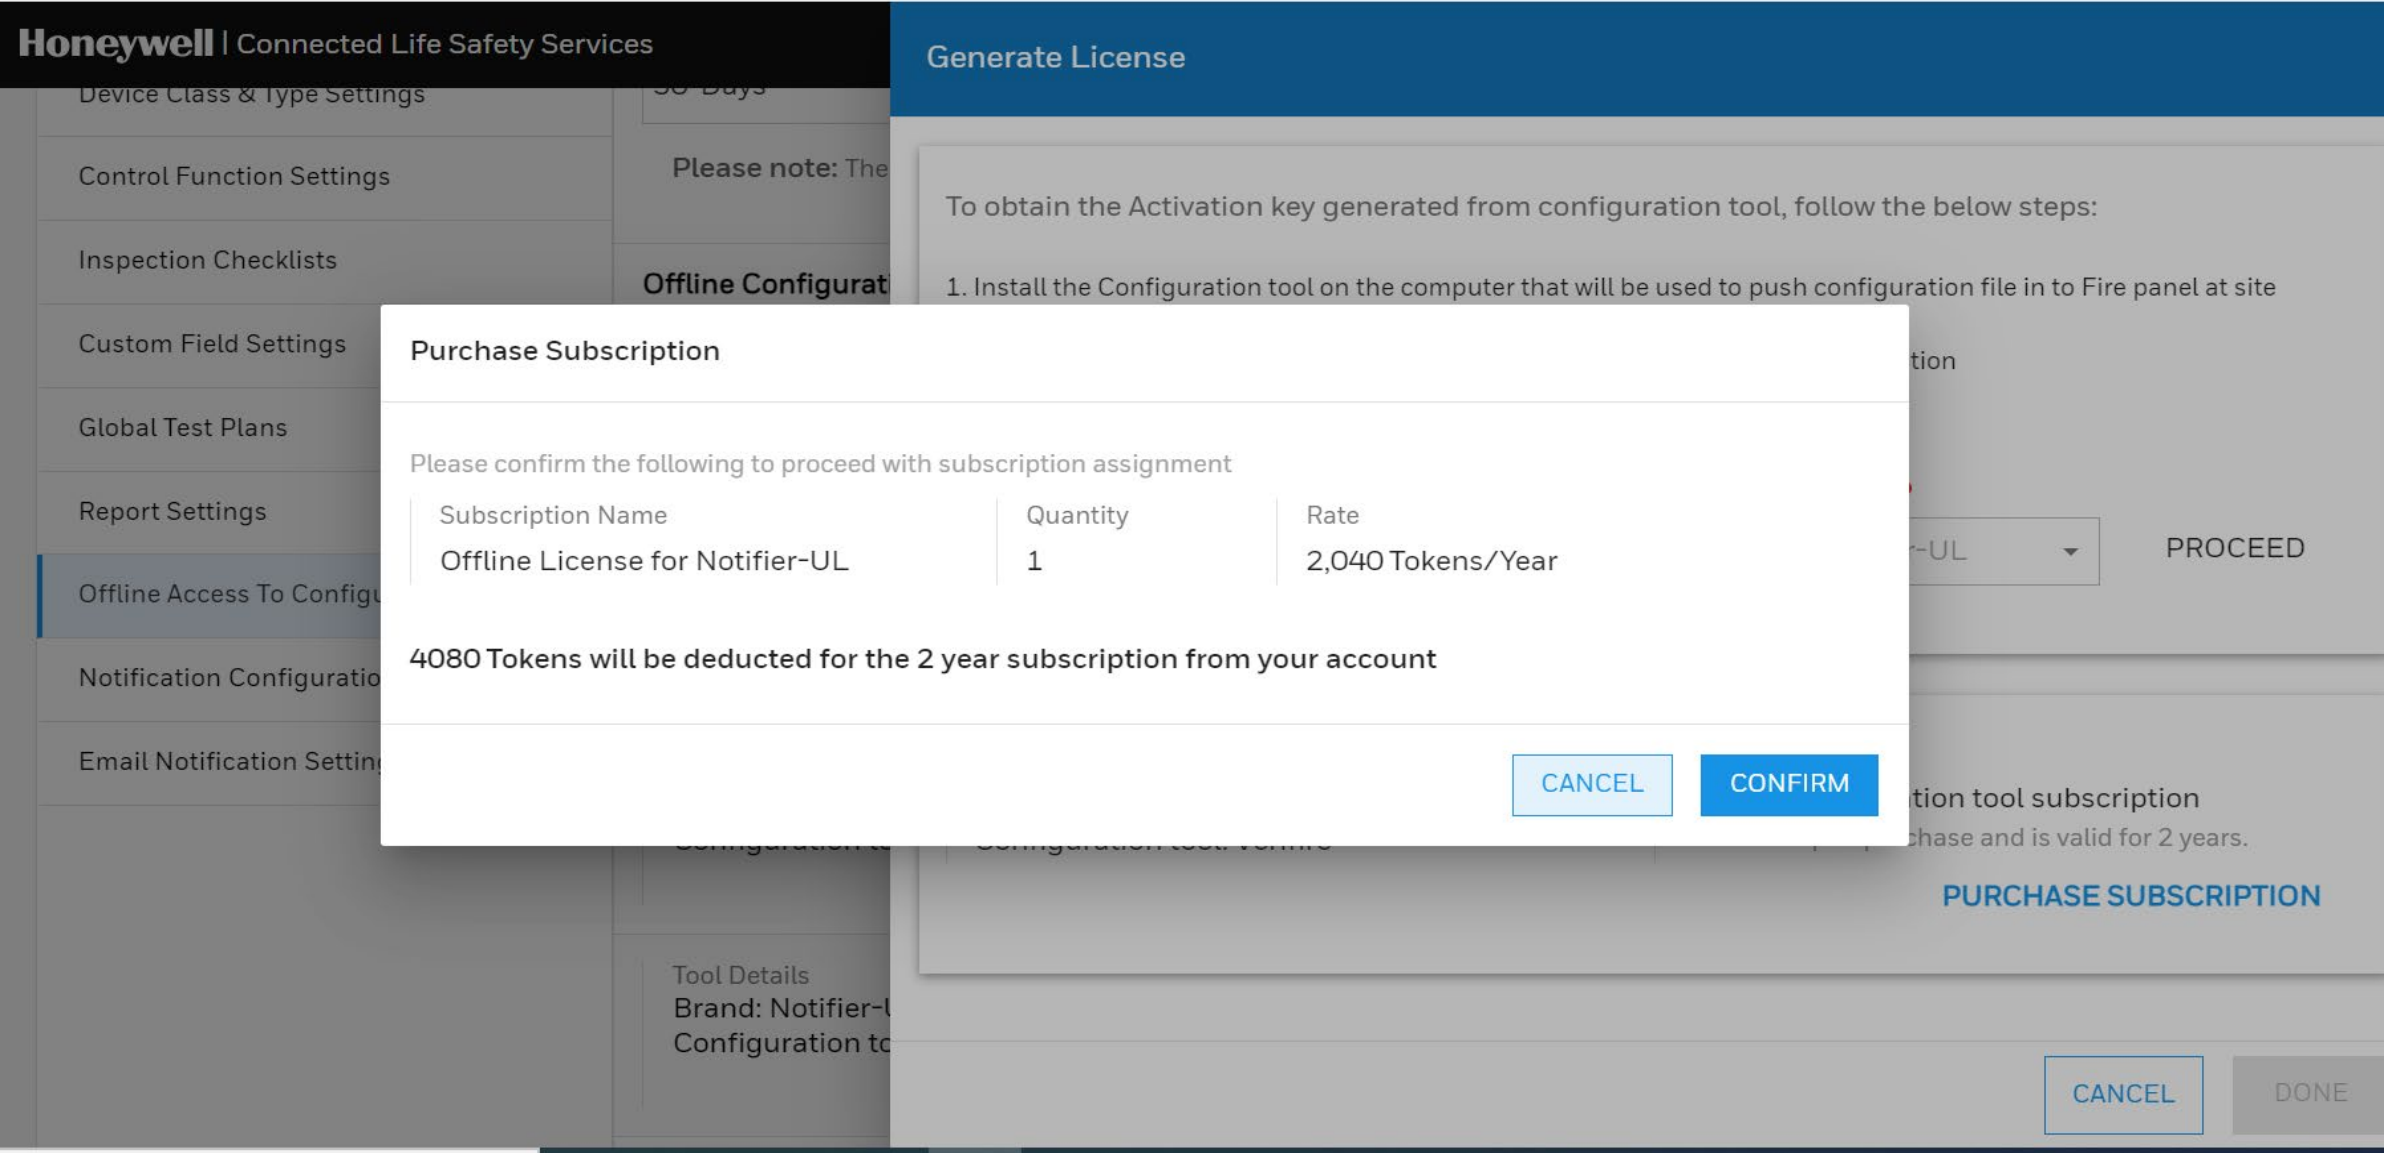 Honeywell | Connected Life Safety Services
Generate License
Device Class & Type Settings
Control Function Settings
Inspection Checklists
Custom Field Settings
Global Test Plans
Report Settings
Offline Access To Configu
Notification Configuratio
Email Notification Setting
Days
Please note: The
Offline Configurati
To obtain the Activation key generated from configuration tool, follow the below steps:
1. Install the Configuration tool on the computer that will be used to push configuration file in to Fire panel at site
tion
-UL
PROCEED
Purchase Subscription
Please confirm the following to proceed with subscription assignment
Subscription Name
Offline License for Notifier-UL
Quantity
1
Rate
2,040 Tokens/Year
4080 Tokens will be deducted for the 2 year subscription from your account
CANCEL
CONFIRM
tion tool subscription
chase and is valid for 2 years.
PURCHASE SUBSCRIPTION
Tool Details
Brand: Notifier-U
Configuration to
CANCEL
DONE